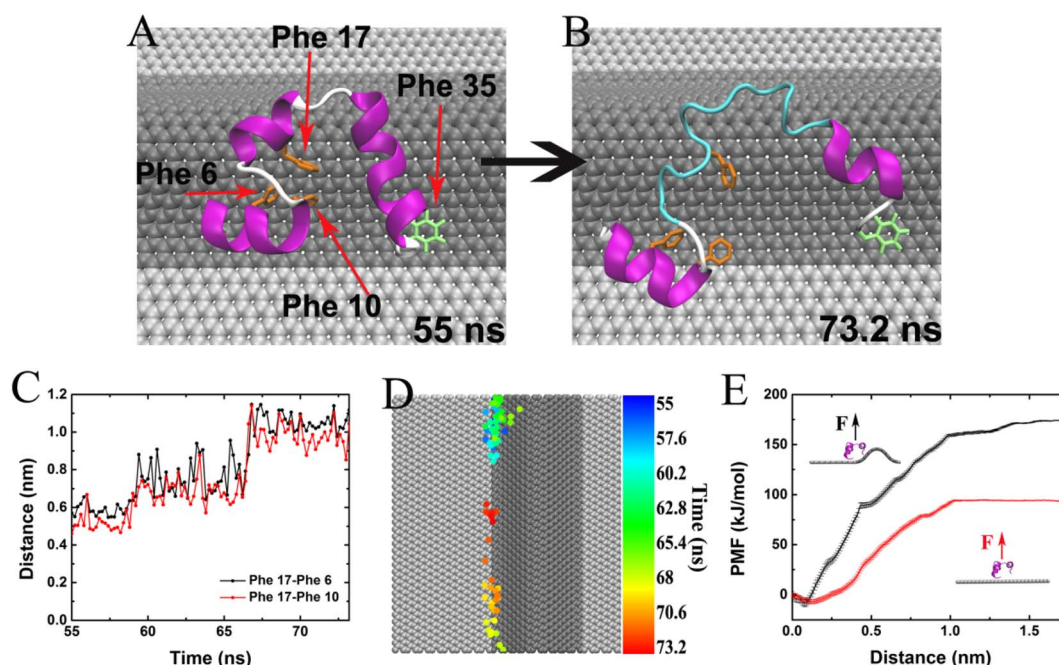 A
Phe 17
Phe 35
Phe 6
Phe 10
55 ns
B
73.2 ns
C
Distance (nm)
1.2
1.0
0.8
0.6
0.4
0.2
0.0
55
60
65
70
Time (ns)
Phe 17-Phe 6
Phe 17-Phe 10
D
55
57.6
60.2
62.8
65.4
68
70.6
73.2
Time (ns)
E
PMF (kJ/mol)
200
150
100
50
0
0.0
0.5
1.0
1.5
Distance (nm)
F
F